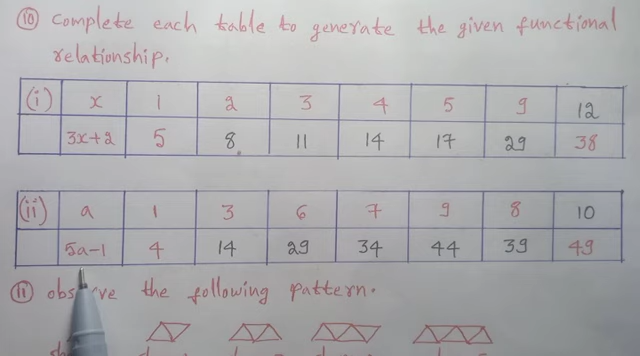 ⑩ Complete each table to generate the given functional
relationship.
(i) x 1 2 3 4 5 9 12
3x+2 5 8 11 14 17 29 38
(ii) a 1 3 6 7 9 8 10
5a-1 4 14 29 34 44 39 49
⑪ obs ve the following pattern.